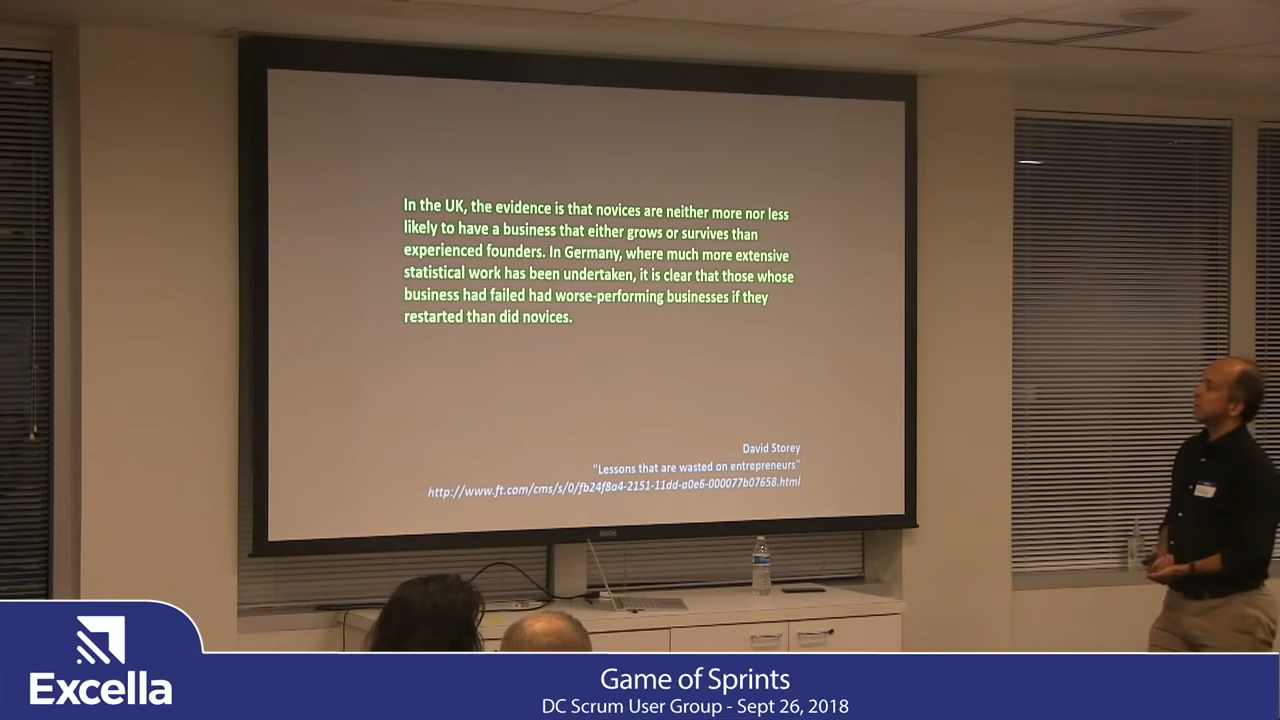 In the UK, the evidence is that novices are neither more nor less
likely to have a business that either grows or survives than
experienced founders. In Germany, where much more extensive
statistical work has been undertaken, it is clear that those whose
business had failed had worse-performing businesses if they
restarted than did novices.
David Storey
"Lessons that are wasted on entrepreneurs"
http://www.ft.com/cms/s/0/fb24f8a4-2151-11dd-a0e6-000077b07658.html
Excella
Game of Sprints
DC Scrum User Group - Sept 26, 2018